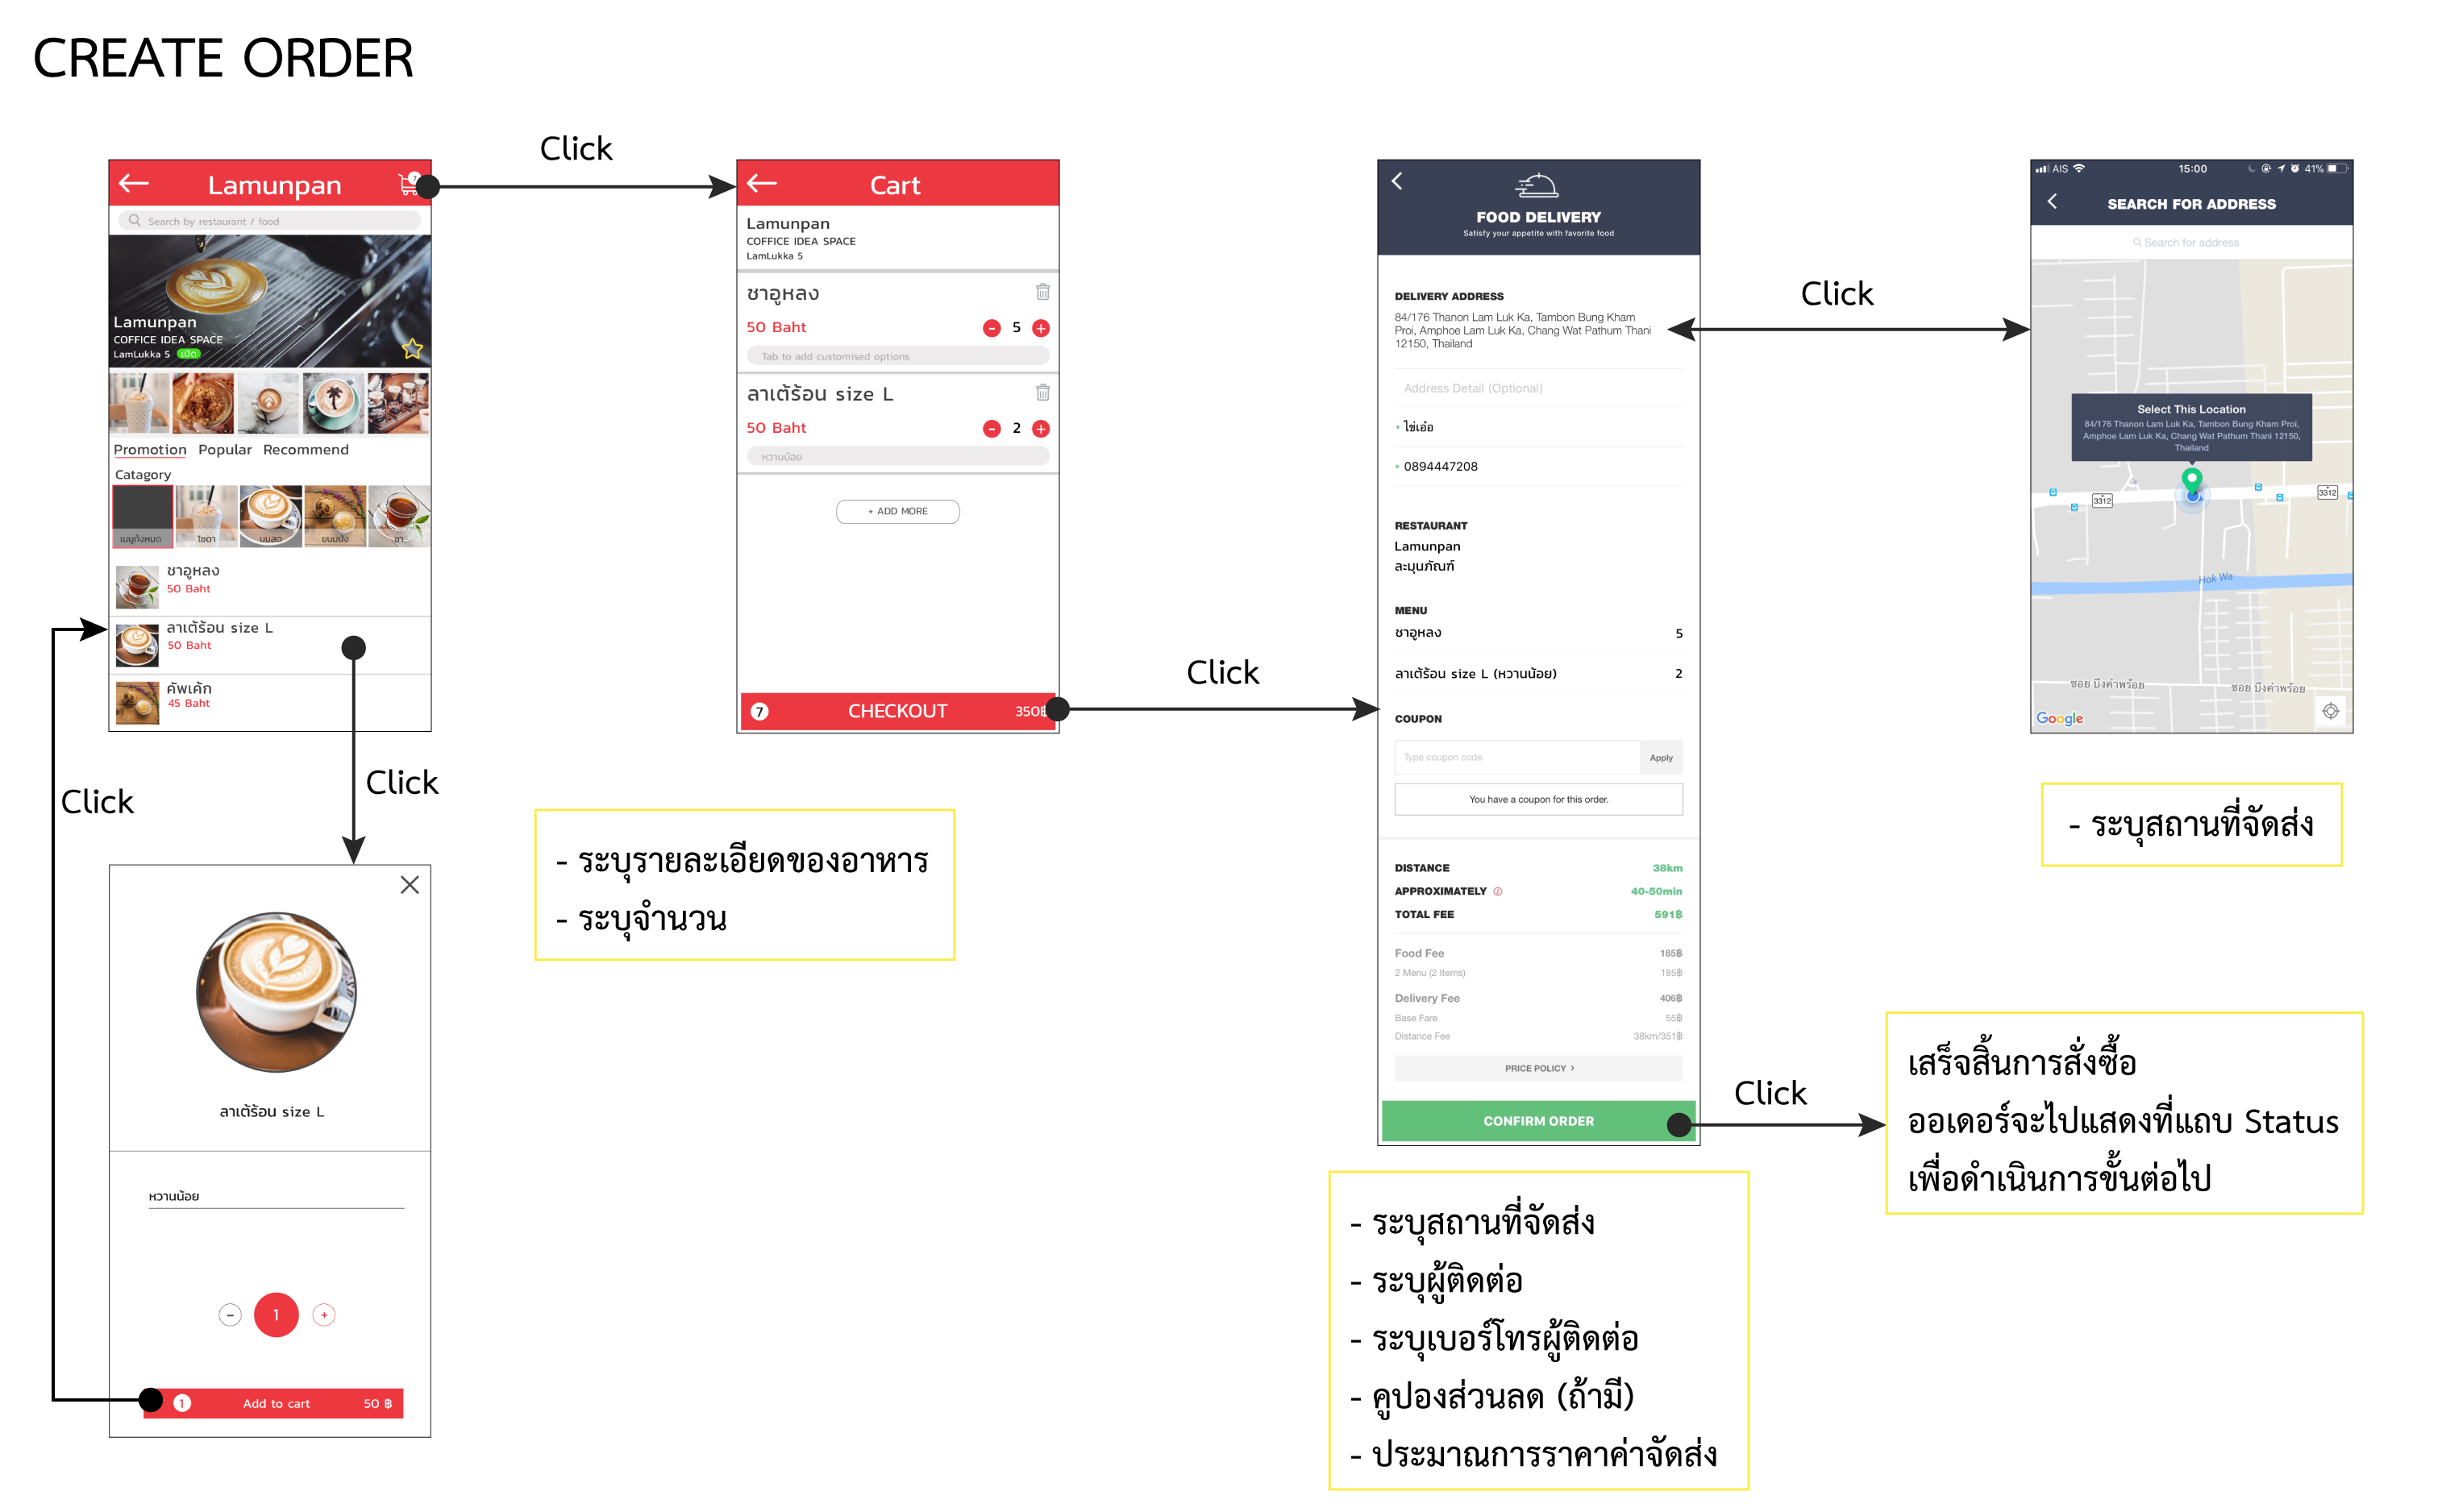 CREATE ORDER
Click
Lamunpan
Search by restaurant / food
Lamunpan
COFFICE IDEA SPACE
LamLukka 5 เปิด
Promotion Popular Recommend
Catagory
เมนูทั้งหมด โซดา นมสด ขนมปัง ชา
ชาอูหลง
50 Baht
ลาเต้ร้อน size L
50 Baht
คัพเค้ก
45 Baht
Click
Click
ลาเต้ร้อน size L
หวานน้อย
- 1 +
1 Add to cart 50 ฿
Cart
Lamunpan
COFFICE IDEA SPACE
LamLukka 5
ชาอูหลง
50 Baht - 5 +
Tab to add customised options
ลาเต้ร้อน size L
50 Baht - 2 +
หวานน้อย
+ ADD MORE
7 CHECKOUT 350฿
Click
- ระบุรายละเอียดของอาหาร
- ระบุจำนวน
FOOD DELIVERY
Satisfy your appetite with favorite food
DELIVERY ADDRESS
84/176 Thanon Lam Luk Ka, Tambon Bung Kham
Proi, Amphoe Lam Luk Ka, Chang Wat Pathum Thani
12150, Thailand
Address Detail (Optional)
• ไข่เอ๋อ
• 0894447208
RESTAURANT
Lamunpan
ละมุนภัณฑ์
MENU
ชาอูหลง 5
ลาเต้ร้อน size L (หวานน้อย) 2
COUPON
Type coupon code Apply
You have a coupon for this order.
DISTANCE 38km
APPROXIMATELY 40-50min
TOTAL FEE 591฿
Food Fee 185฿
2 Menu (2 Items) 185฿
Delivery Fee 406฿
Base Fare 55฿
Distance Fee 38km/351฿
PRICE POLICY >
CONFIRM ORDER
Click
- ระบุสถานที่จัดส่ง
- ระบุผู้ติดต่อ
- ระบุเบอร์โทรผู้ติดต่อ
- คูปองส่วนลด (ถ้ามี)
- ประมาณการราคาค่าจัดส่ง
Click
AIS 15:00 41%
SEARCH FOR ADDRESS
Search for address
Select This Location
84/176 Thanon Lam Luk Ka, Tambon Bung Kham Proi,
Amphoe Lam Luk Ka, Chang Wat Pathum Thani 12150,
Thailand
3312
3312
Hok Wa
ซอย บึงคำพร้อย
ซอย บึงคำพร้อย
Google
- ระบุสถานที่จัดส่ง
เสร็จสิ้นการสั่งซื้อ
ออเดอร์จะไปแสดงที่แถบ Status
เพื่อดำเนินการขั้นต่อไป